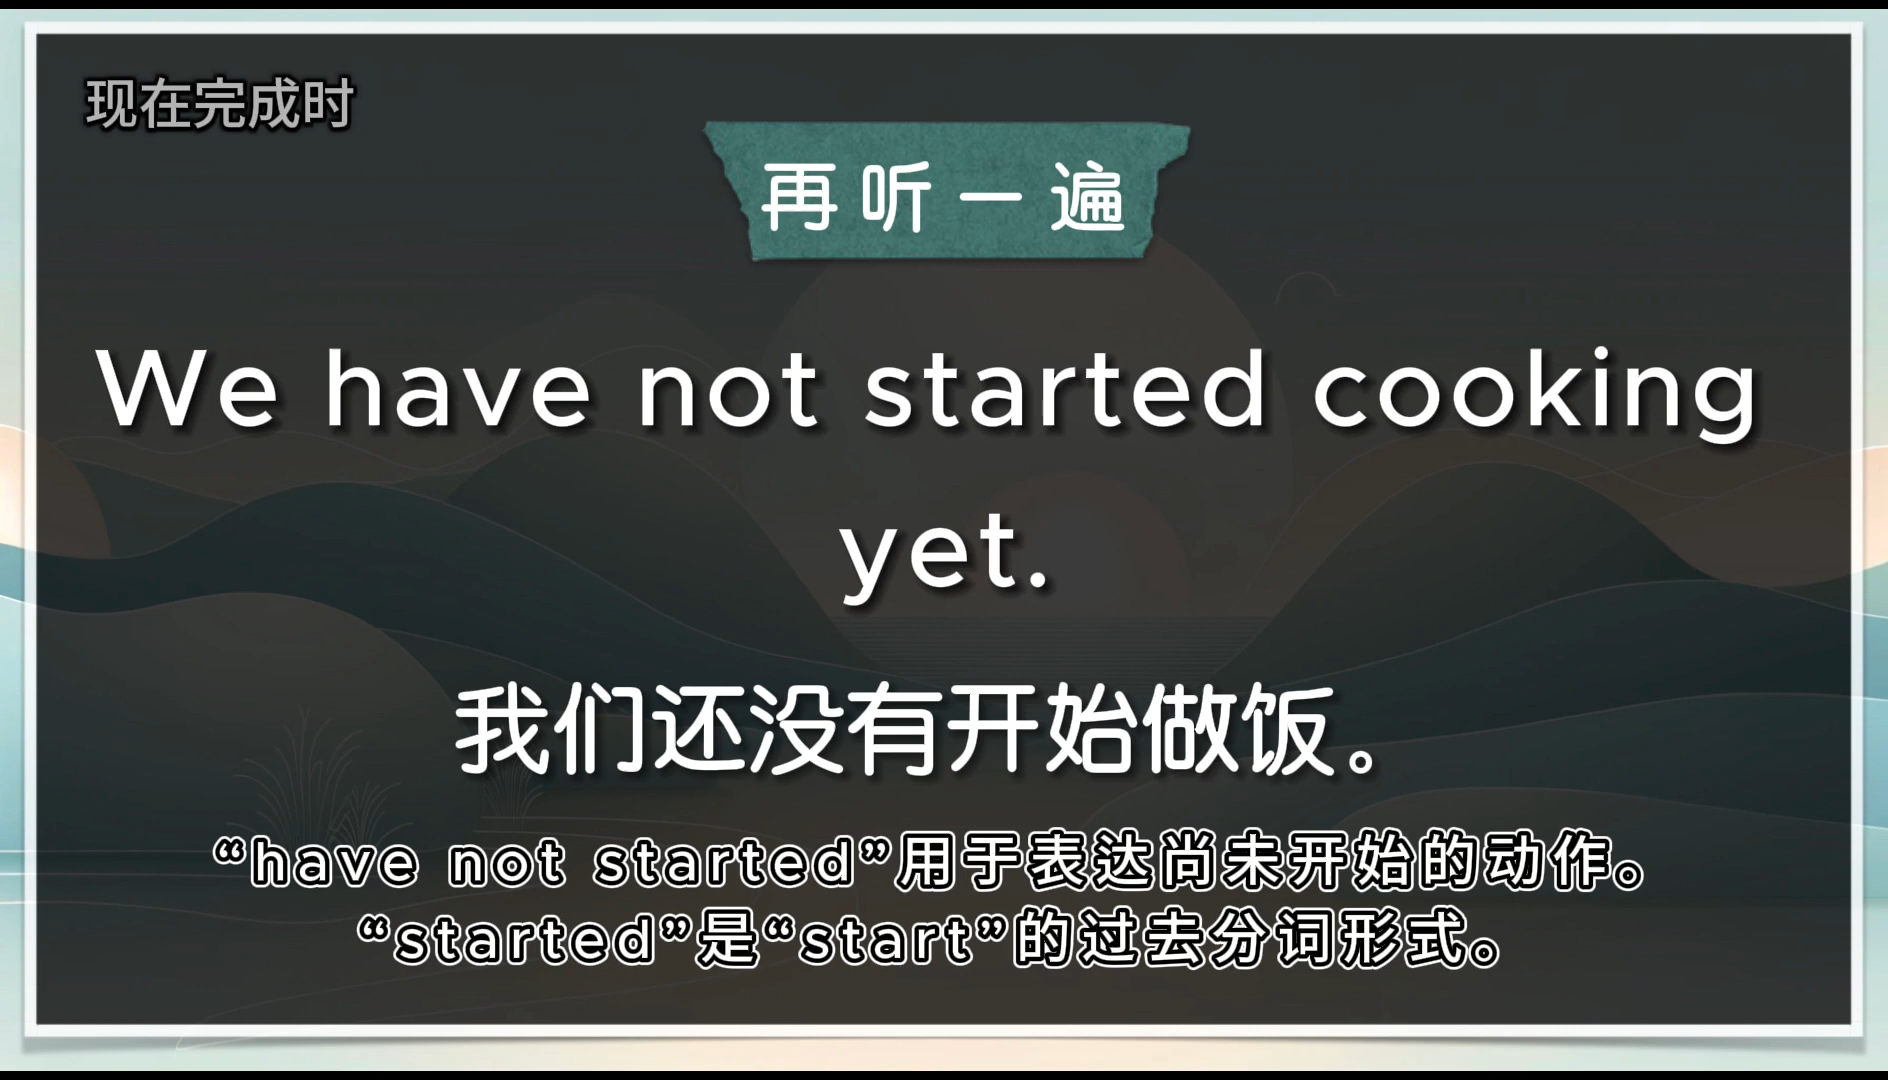 现在完成时
再听一遍
We have not started cooking
yet.
我们还没有开始做饭。
“have not started”用于表达尚未开始的动作。
“started”是“start”的过去分词形式。